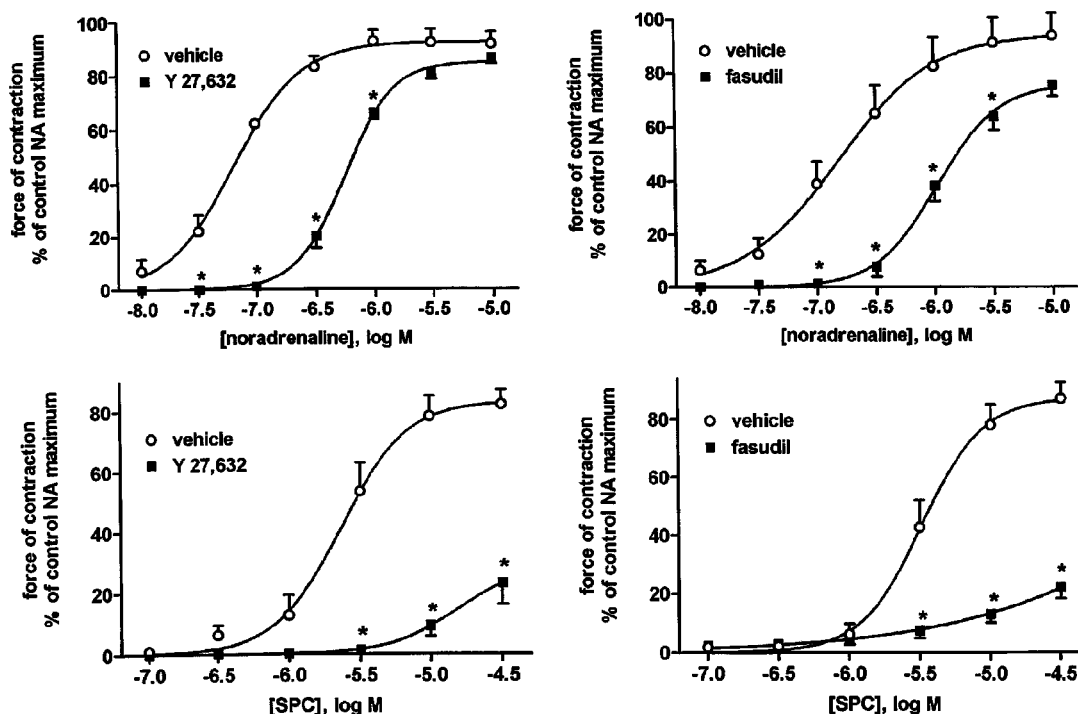 force of contraction
% of control NA maximum
100
80
60
40
20
0
vehicle
Y 27,632
* * * *
-8.0 -7.5 -7.0 -6.5 -6.0 -5.5 -5.0
[noradrenaline], log M
force of contraction
% of control NA maximum
100
80
60
40
20
0
vehicle
fasudil
* * * *
-8.0 -7.5 -7.0 -6.5 -6.0 -5.5 -5.0
[noradrenaline], log M
force of contraction
% of control NA maximum
80
60
40
20
0
vehicle
Y 27,632
* * *
-7.0 -6.5 -6.0 -5.5 -5.0 -4.5
[SPC], log M
force of contraction
% of control NA maximum
80
60
40
20
0
vehicle
fasudil
* * *
-7.0 -6.5 -6.0 -5.5 -5.0 -4.5
[SPC], log M